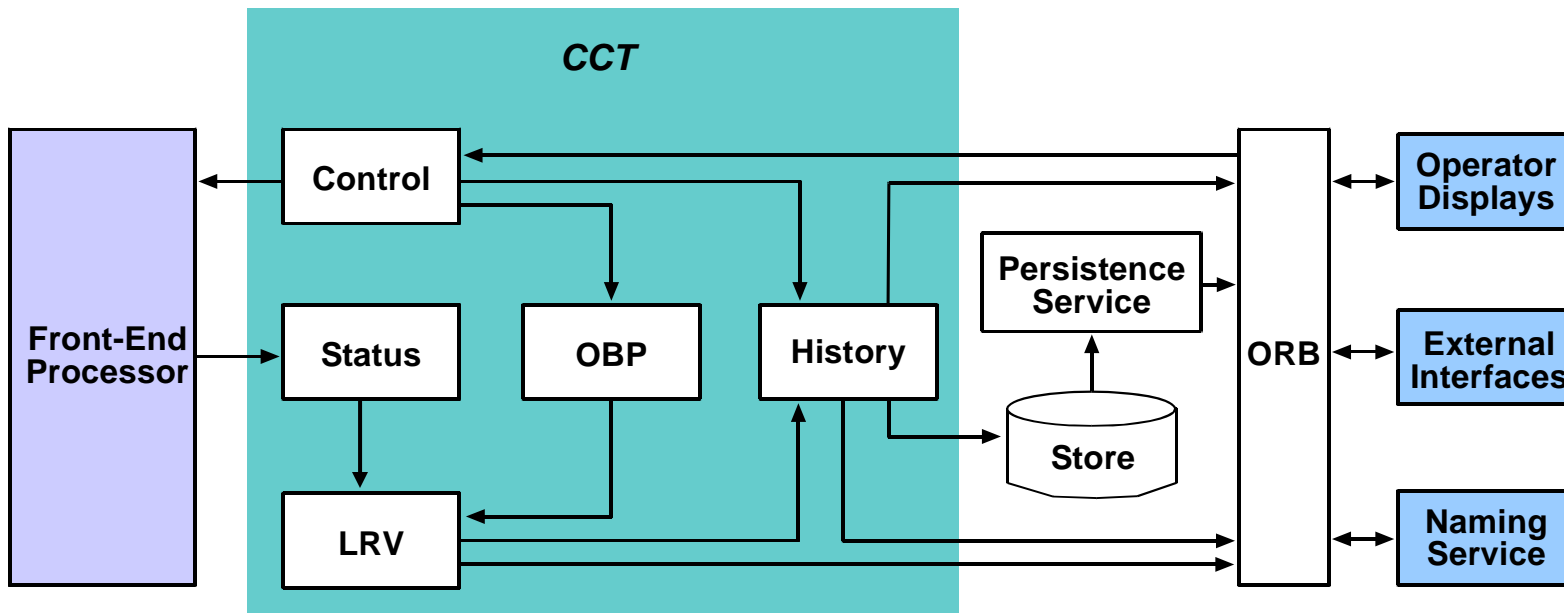 CCT
Control
Operator
Displays
Persistence
Service
Front-End
Processor
Status
OBP
History
ORB
External
Interfaces
Store
LRV
Naming
Service